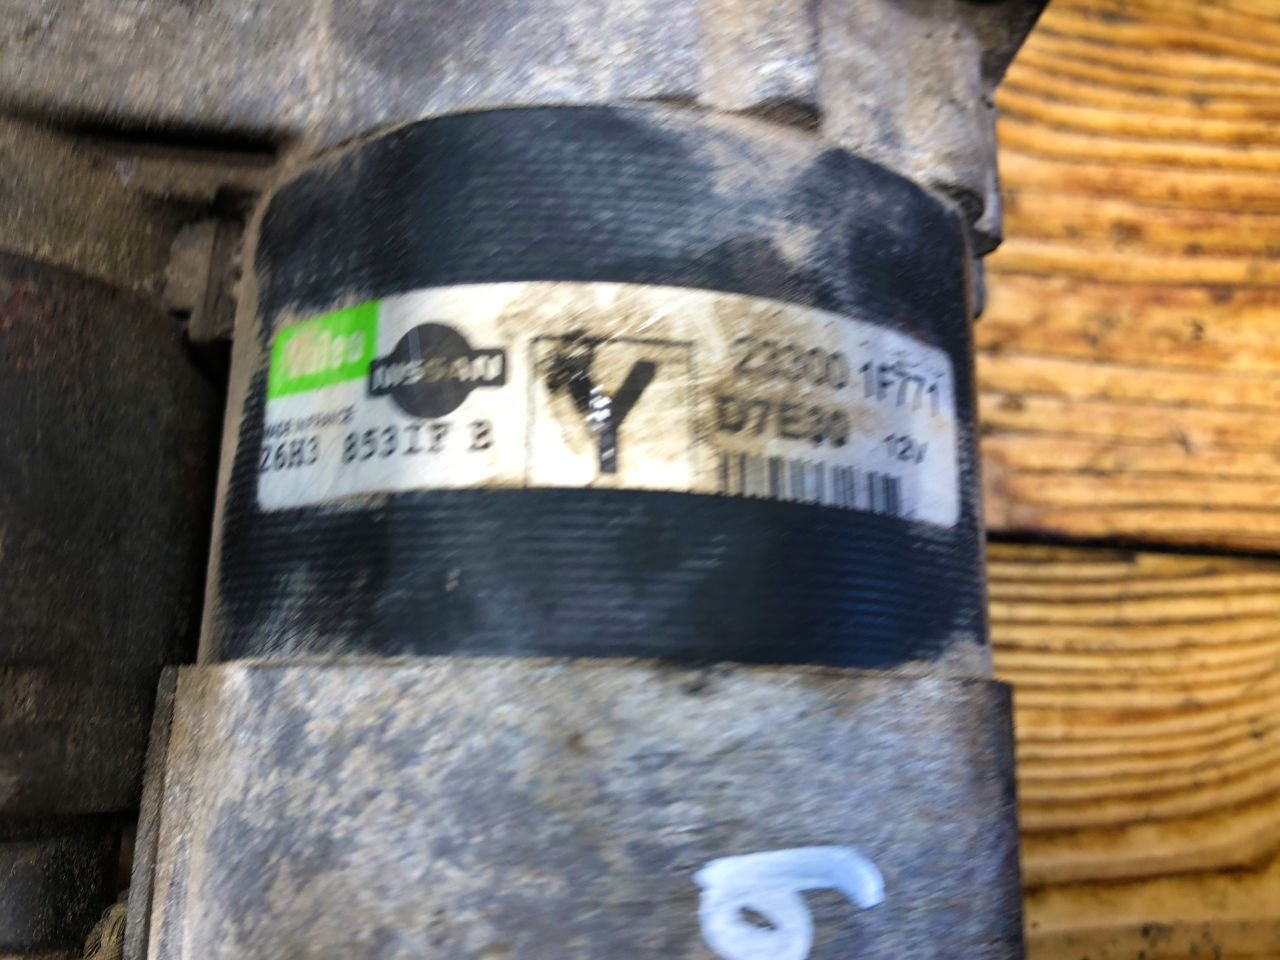 Valeo
NISSAN
MADE IN FRANCE
26H3 853IF B
Y
23300 1F771
D7E30 12V
6